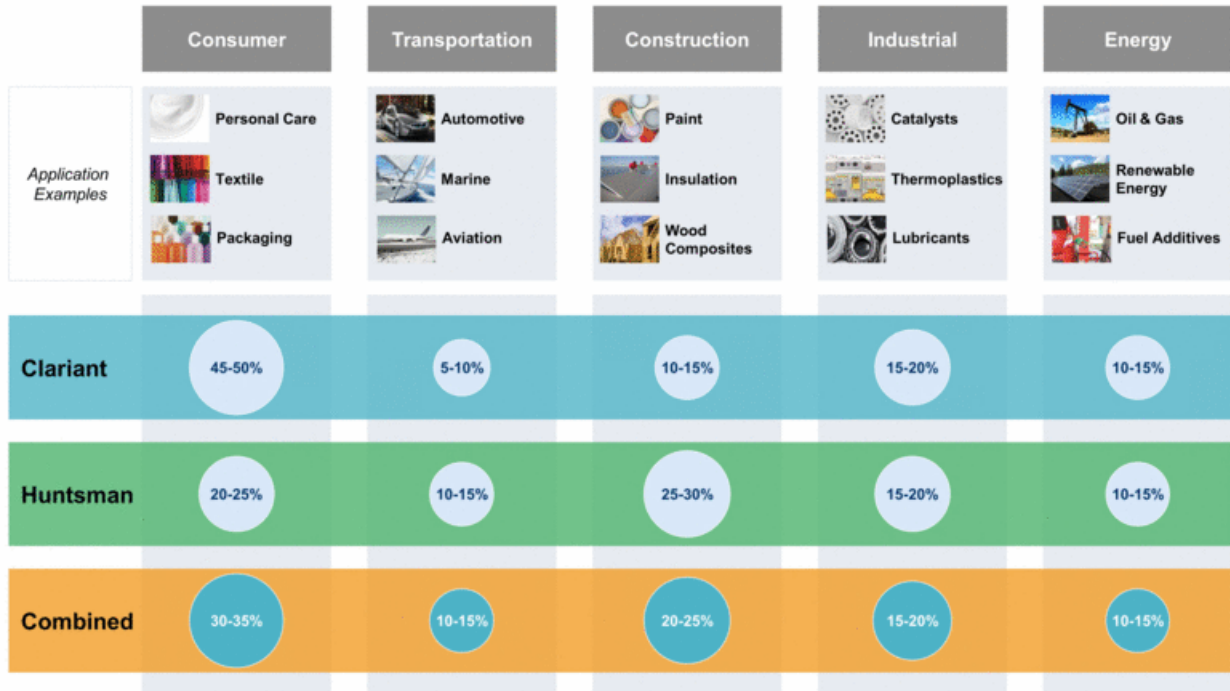 Consumer
Transportation
Construction
Industrial
Energy
Application
Examples
Personal Care
Textile
Packaging
Automotive
Marine
Aviation
Paint
Insulation
Wood
Composites
Catalysts
Thermoplastics
Lubricants
Oil & Gas
Renewable
Energy
Fuel Additives
Clariant
45-50%
5-10%
10-15%
15-20%
10-15%
Huntsman
20-25%
10-15%
25-30%
15-20%
10-15%
Combined
30-35%
10-15%
20-25%
15-20%
10-15%